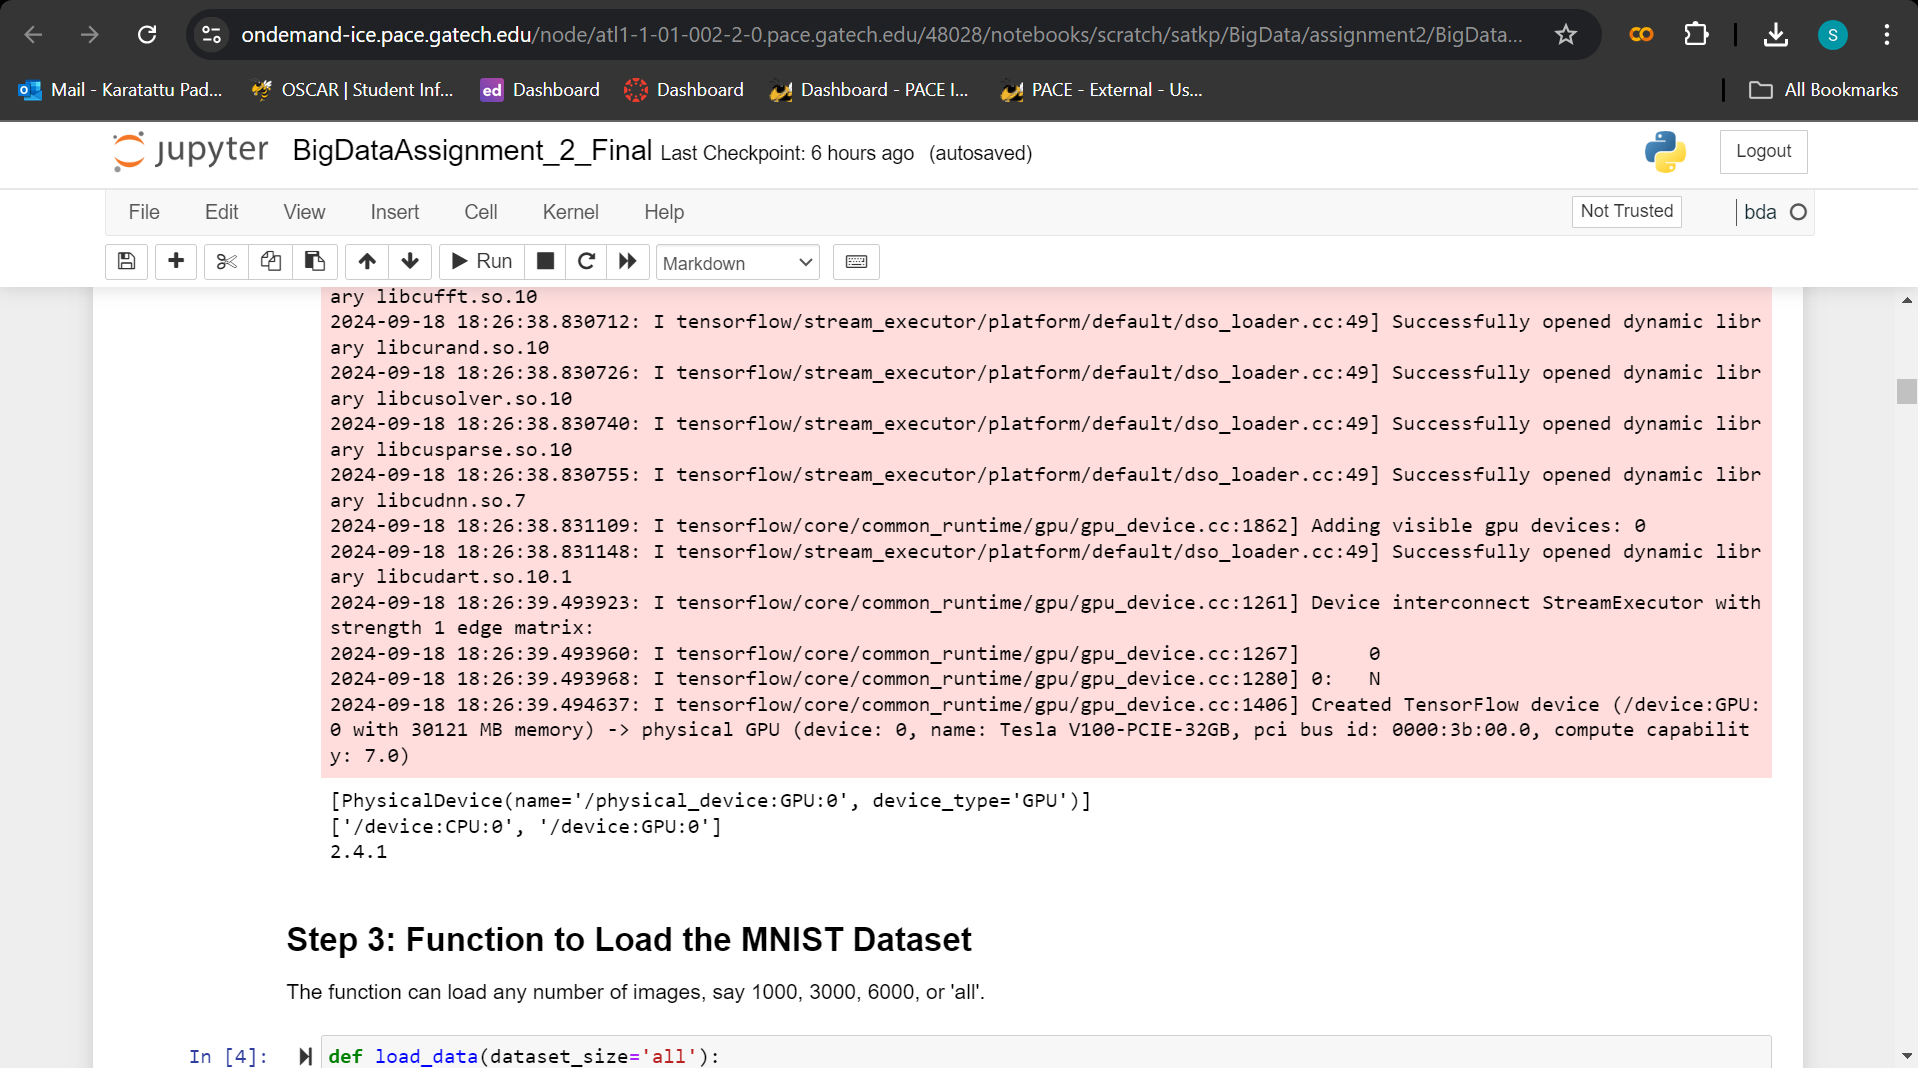 ondemand-ice.pace.gatech.edu/node/atl1-1-01-002-2-0.pace.gatech.edu/48028/notebooks/scratch/satkp/BigData/assignment2/BigData...
S
Mail - Karatattu Pad...
OSCAR | Student Inf...
ed Dashboard
Dashboard
Dashboard - PACE I...
PACE - External - Us...
All Bookmarks
jupyter BigDataAssignment_2_Final Last Checkpoint: 6 hours ago (autosaved)
Logout
File Edit View Insert Cell Kernel Help
Not Trusted
bda
Run
Markdown
ary libcufft.so.10
2024-09-18 18:26:38.830712: I tensorflow/stream_executor/platform/default/dso_loader.cc:49] Successfully opened dynamic libr
ary libcurand.so.10
2024-09-18 18:26:38.830726: I tensorflow/stream_executor/platform/default/dso_loader.cc:49] Successfully opened dynamic libr
ary libcusolver.so.10
2024-09-18 18:26:38.830740: I tensorflow/stream_executor/platform/default/dso_loader.cc:49] Successfully opened dynamic libr
ary libcusparse.so.10
2024-09-18 18:26:38.830755: I tensorflow/stream_executor/platform/default/dso_loader.cc:49] Successfully opened dynamic libr
ary libcudnn.so.7
2024-09-18 18:26:38.831109: I tensorflow/core/common_runtime/gpu/gpu_device.cc:1862] Adding visible gpu devices: 0
2024-09-18 18:26:38.831148: I tensorflow/stream_executor/platform/default/dso_loader.cc:49] Successfully opened dynamic libr
ary libcudart.so.10.1
2024-09-18 18:26:39.493923: I tensorflow/core/common_runtime/gpu/gpu_device.cc:1261] Device interconnect StreamExecutor with
strength 1 edge matrix:
2024-09-18 18:26:39.493960: I tensorflow/core/common_runtime/gpu/gpu_device.cc:1267]      0
2024-09-18 18:26:39.493968: I tensorflow/core/common_runtime/gpu/gpu_device.cc:1280] 0:   N
2024-09-18 18:26:39.494637: I tensorflow/core/common_runtime/gpu/gpu_device.cc:1406] Created TensorFlow device (/device:GPU:
0 with 30121 MB memory) -> physical GPU (device: 0, name: Tesla V100-PCIE-32GB, pci bus id: 0000:3b:00.0, compute capabilit
y: 7.0)
[PhysicalDevice(name='/physical_device:GPU:0', device_type='GPU')]
['/device:CPU:0', '/device:GPU:0']
2.4.1
Step 3: Function to Load the MNIST Dataset
The function can load any number of images, say 1000, 3000, 6000, or 'all'.
In [4]: def load_data(dataset_size='all'):